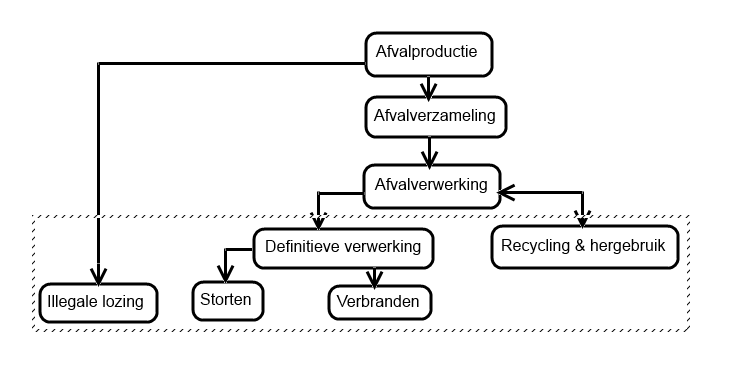 Afvalproductie
Afvalverzameling
Afvalverwerking
Definitieve verwerking
Recycling & hergebruik
Illegale lozing
Storten
Verbranden